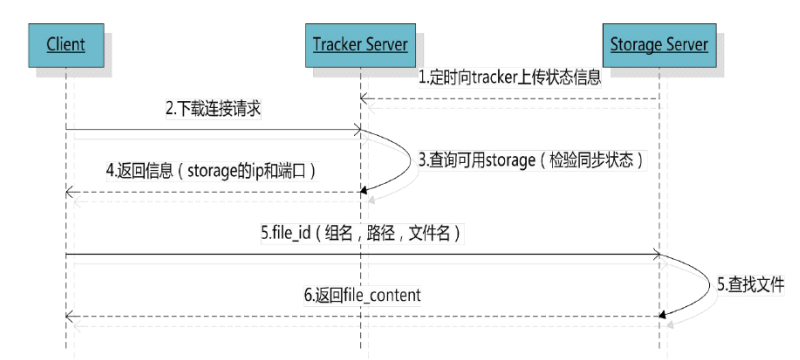 Client
Tracker Server
Storage Server
1.定时向tracker上传状态信息
2.下载连接请求
3.查询可用storage（检验同步状态）
4.返回信息（storage的ip和端口）
5.file_id（组名，路径，文件名）
5.查找文件
6.返回file_content